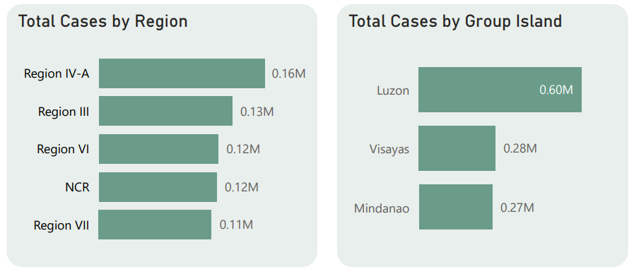 Total Cases by Region
Region IV-A 0.16M
Region III 0.13M
Region VI 0.12M
NCR 0.12M
Region VII 0.11M
Total Cases by Group Island
Luzon 0.60M
Visayas 0.28M
Mindanao 0.27M